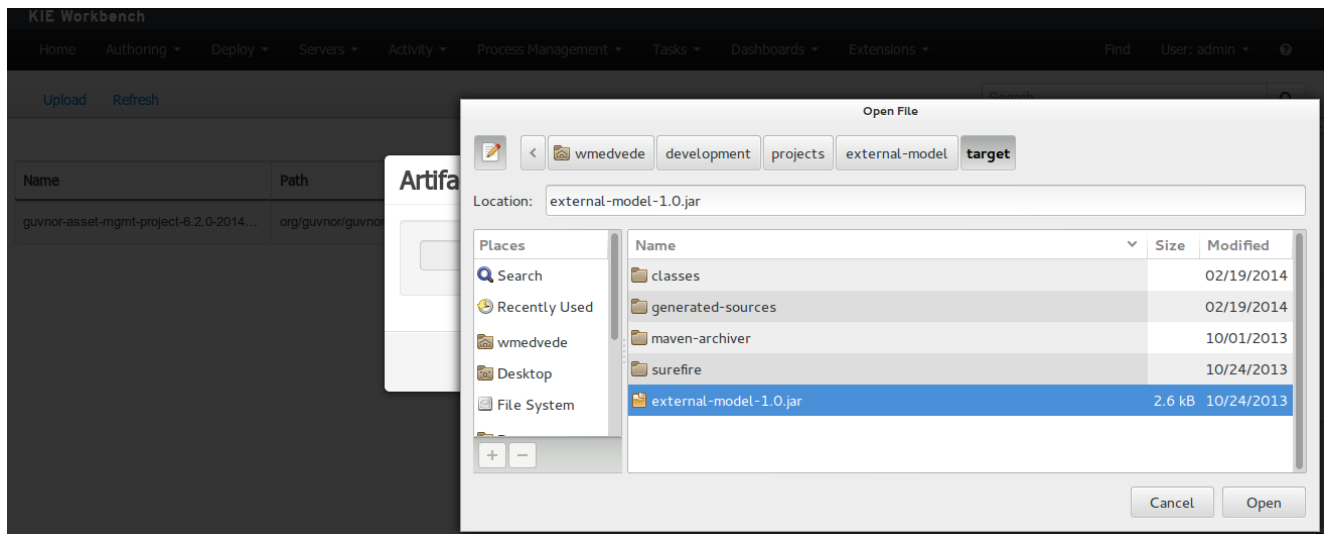 KIE Workbench
Home Authoring Deploy Servers Activity Process Management Tasks Dashboards Extensions Find User: admin
Upload Refresh Search
Open File
wmedvede development projects external-model target
Name Path Artifa
Location: external-model-1.0.jar
guvnor-asset-mgmt-project-6.2.0-2014... org/guvnor/guvnor
Places Name Size Modified
Search classes 02/19/2014
Recently Used generated-sources 02/19/2014
wmedvede maven-archiver 10/01/2013
Desktop surefire 10/24/2013
File System external-model-1.0.jar 2.6 kB 10/24/2013
+ −
Cancel Open